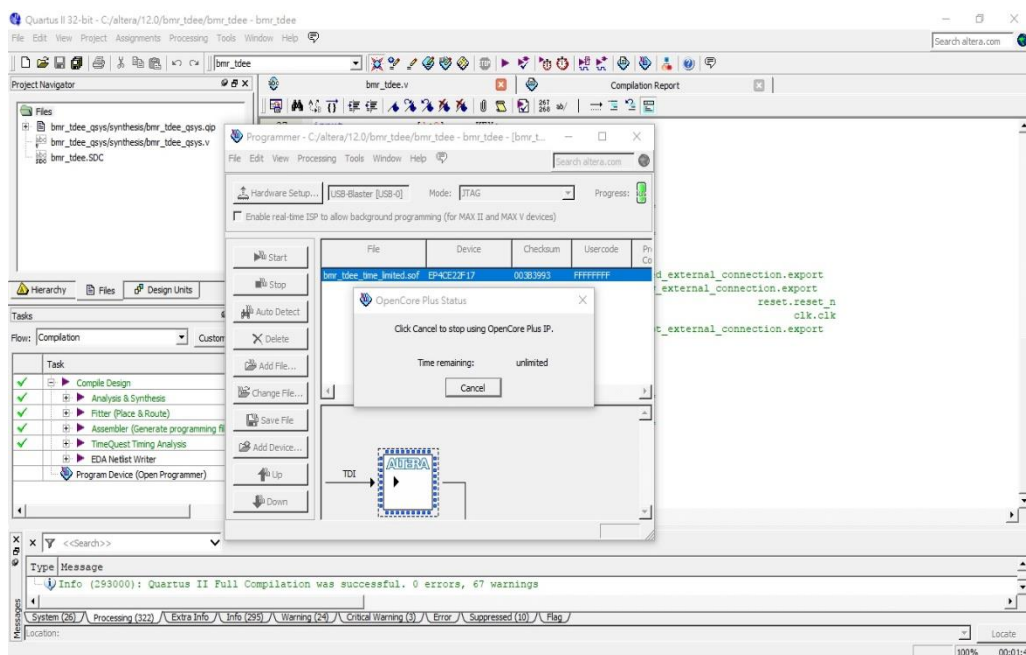 Quartus II 32-bit - C:/altera/12.0/bmr_tdee/bmr_tdee - bmr_tdee
File Edit View Project Assignments Processing Tools Window Help
Search altera.com
bmr_tdee
Project Navigator
bmr_tdee.v
Compilation Report
Files
bmr_tdee_qsys/synthesis/bmr_tdee_qsys.qip
bmr_tdee_qsys/synthesis/bmr_tdee_qsys.v
bmr_tdee.SDC
267
268
ab/
Hierarchy Files Design Units
Tasks
Flow: Compilation Custom
Task
Compile Design
Analysis & Synthesis
Fitter (Place & Route)
Assembler (Generate programming fil
TimeQuest Timing Analysis
EDA Netlist Writer
Program Device (Open Programmer)
Programmer - C:/altera/12.0/bmr_tdee/bmr_tdee - bmr_tdee - [bmr_t...
File Edit View Processing Tools Window Help
Search altera.com
Hardware Setup... USB-Blaster [USB-0] Mode: JTAG Progress:
Enable real-time ISP to allow background programming (for MAX II and MAX V devices)
Start
Stop
Auto Detect
Delete
Add File...
Change File...
Save File
Add Device...
Up
Down
File Device Checksum Usercode Pr
Co
bmr_tdee_time_limited.sof EP4CE22F17 003B3993 FFFFFFFF
OpenCore Plus Status
Click Cancel to stop using OpenCore Plus IP.
Time remaining: unlimited
Cancel
TDI
ALTERA
d_external_connection.export
_external_connection.export
reset.reset_n
clk.clk
t_external_connection.export
<<Search>>
Type Message
Info (293000): Quartus II Full Compilation was successful. 0 errors, 67 warnings
System (26) Processing (322) Extra Info Info (295) Warning (24) Critical Warning (3) Error Suppressed (10) Flag
Messages
Location: Locate
100% 00:01:4